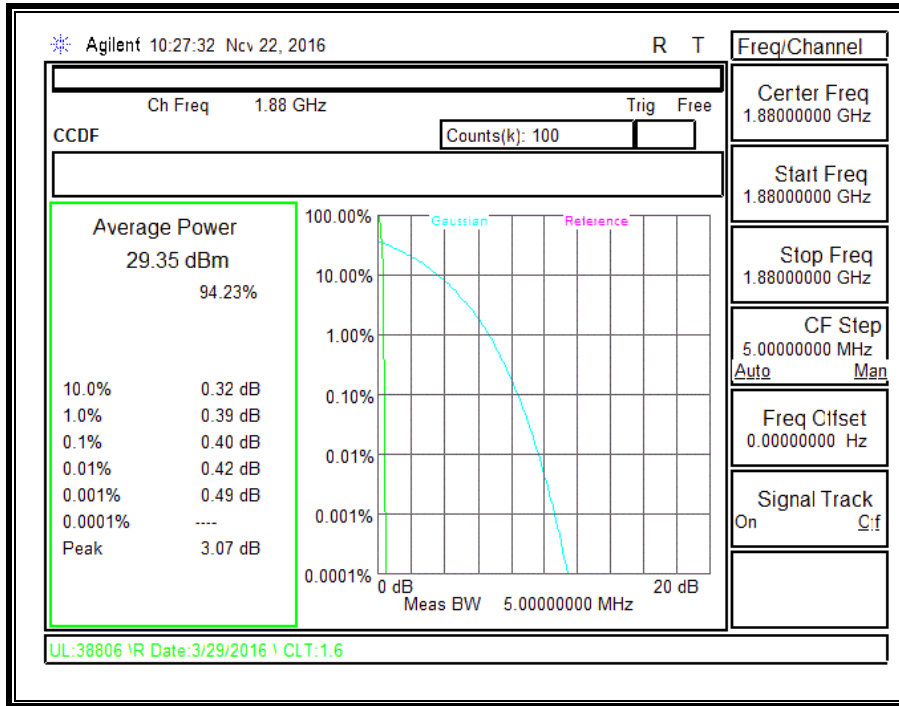 Agilent 10:27:32 Nov 22, 2016 R T
Ch Freq 1.88 GHz Trig Free
CCDF Counts(k): 100
Average Power
29.35 dBm
94.23%
10.0% 0.32 dB
1.0% 0.39 dB
0.1% 0.40 dB
0.01% 0.42 dB
0.001% 0.49 dB
0.0001% ----
Peak 3.07 dB
Gaussian Reference
100.00%
10.00%
1.00%
0.10%
0.01%
0.001%
0.0001%
0 dB 20 dB
Meas BW 5.00000000 MHz
Freq/Channel
Center Freq
1.88000000 GHz
Start Freq
1.88000000 GHz
Stop Freq
1.88000000 GHz
CF Step
5.00000000 MHz
Auto Man
Freq Offset
0.00000000 Hz
Signal Track
On Off
UL:38806 \R Date:3/29/2016 \ CLT:1.6